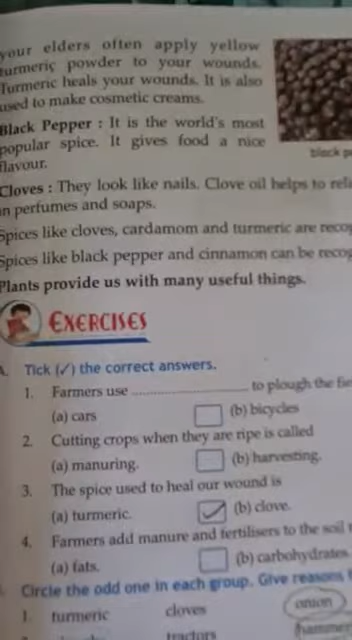 your elders often apply yellow
turmeric powder to your wounds.
Turmeric heals your wounds. It is also
used to make cosmetic creams.
Black Pepper : It is the world's most
popular spice. It gives food a nice
flavour.
black
Cloves : They look like nails. Clove oil helps to
in perfumes and soaps.
Spices like cloves, cardamom and turmeric are
Spices like black pepper and cinnamon can be
Plants provide us with many useful things.
EXERCISES
A. Tick (✓) the correct answers.
1. Farmers use ____________ to plough the
(a) cars (b) bicycles
2. Cutting crops when they are ripe is called
(a) manuring. (b) harvesting.
3. The spice used to heal our wound is
(a) turmeric. ✓ (b) clove.
4. Farmers add manure and fertilisers to the soil
(a) fats. (b) carbohydrates.
Circle the odd one in each group. Give reasons
1. turmeric cloves onion
tractors hammer